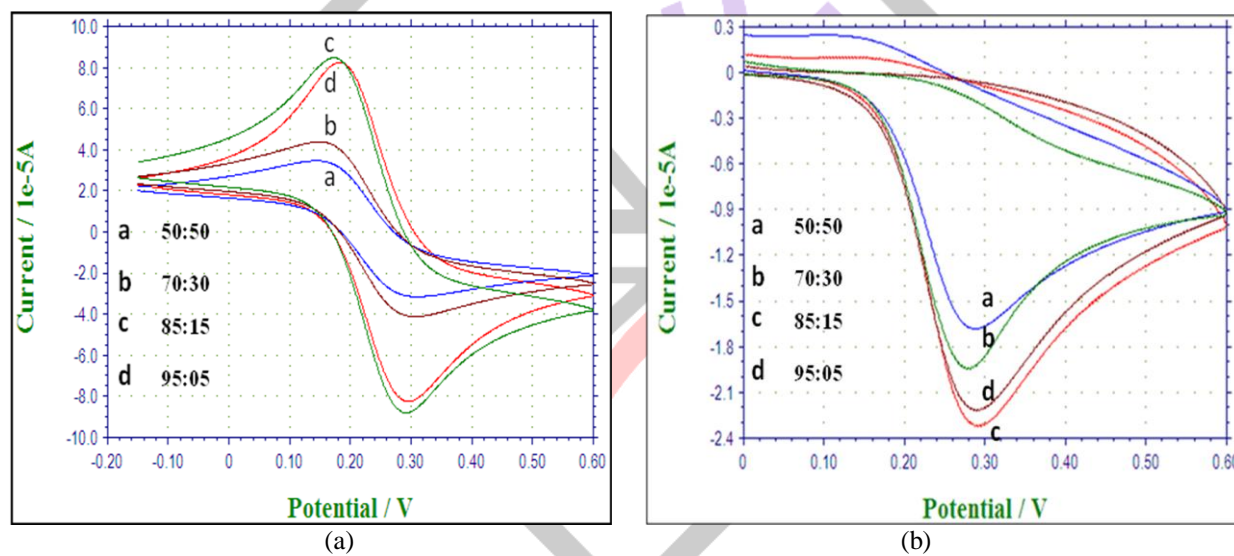 10.0
8.0
6.0
4.0
2.0
0
-2.0
-4.0
-6.0
-8.0
-10.0
Current / 1e-5A
c
d
b
a
a 50:50
b 70:30
c 85:15
d 95:05
-0.20 -0.10 0 0.10 0.20 0.30 0.40 0.50 0.60
Potential / V
(a)
0.3
0
-0.3
-0.6
-0.9
-1.2
-1.5
-1.8
-2.1
-2.4
Current / 1e-5A
a
b
d
c
a 50:50
b 70:30
c 85:15
d 95:05
0 0.10 0.20 0.30 0.40 0.50 0.60
Potential / V
(b)